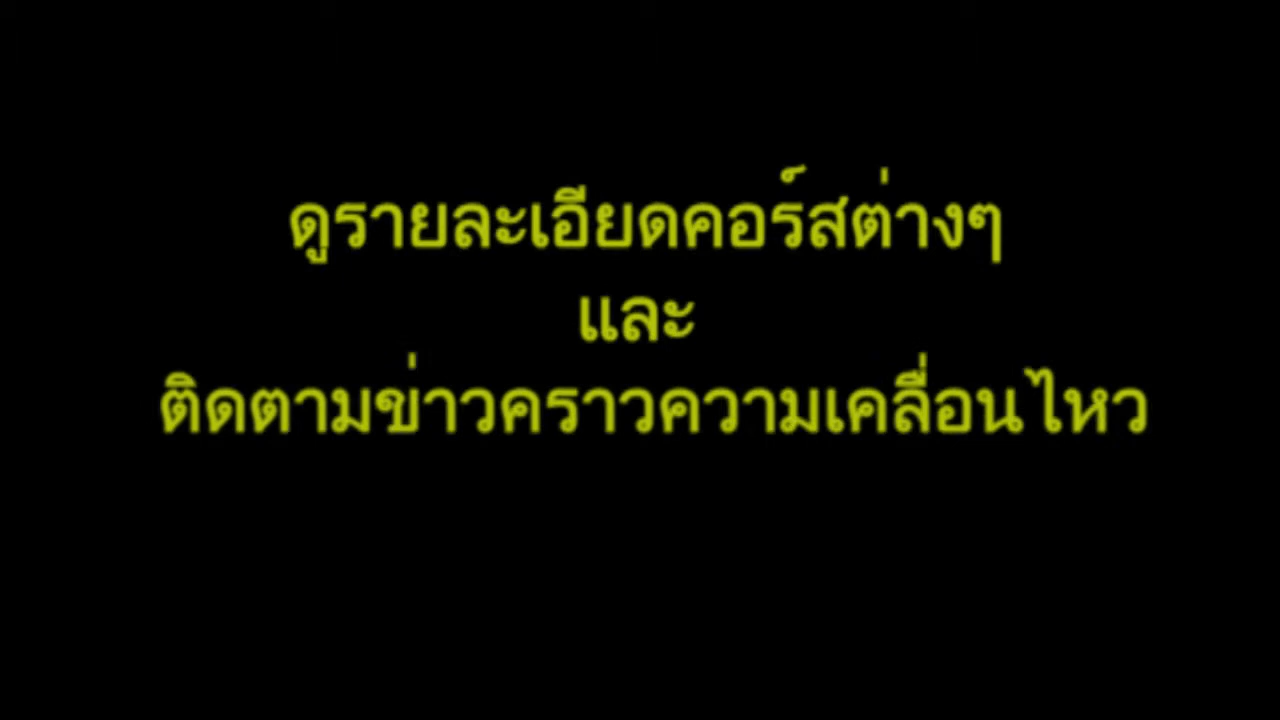 ดูรายละเอียดคอร์สต่างๆ
และ
ติดตามข่าวคราวความเคลื่อนไหว